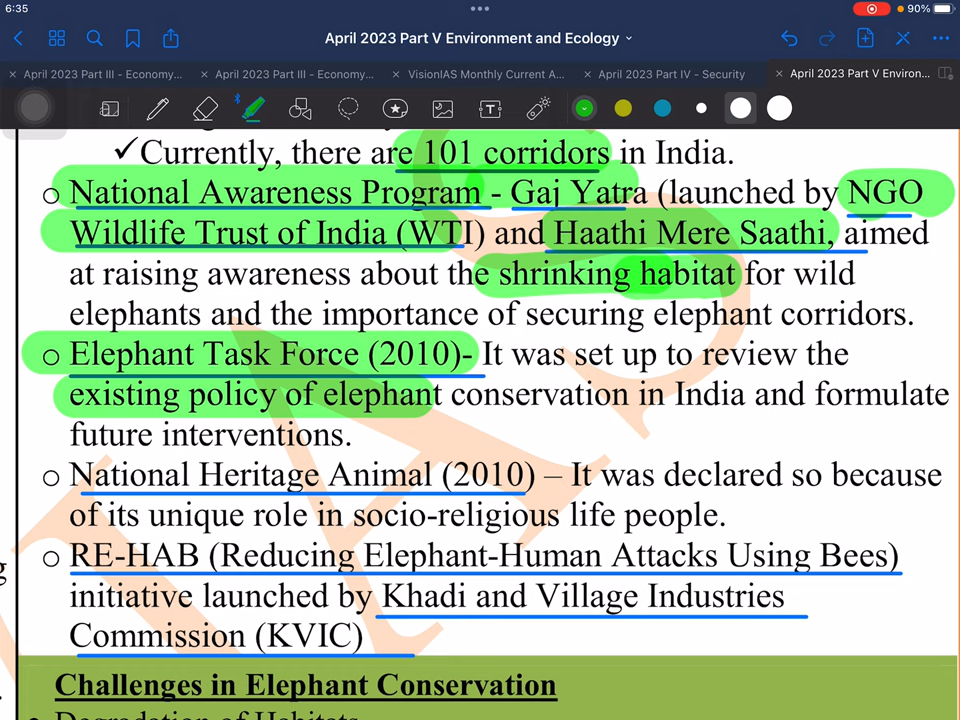 6:35
90%
April 2023 Part V Environment and Ecology
April 2023 Part III - Economy...
April 2023 Part III - Economy...
VisionIAS Monthly Current A...
April 2023 Part IV - Security
April 2023 Part V Environ...
✓Currently, there are 101 corridors in India.
o National Awareness Program - Gaj Yatra (launched by NGO
Wildlife Trust of India (WTI) and Haathi Mere Saathi, aimed
at raising awareness about the shrinking habitat for wild
elephants and the importance of securing elephant corridors.
o Elephant Task Force (2010)- It was set up to review the
existing policy of elephant conservation in India and formulate
future interventions.
o National Heritage Animal (2010) – It was declared so because
of its unique role in socio-religious life people.
o RE-HAB (Reducing Elephant-Human Attacks Using Bees)
initiative launched by Khadi and Village Industries
Commission (KVIC)
Challenges in Elephant Conservation
Degradation of Habitats